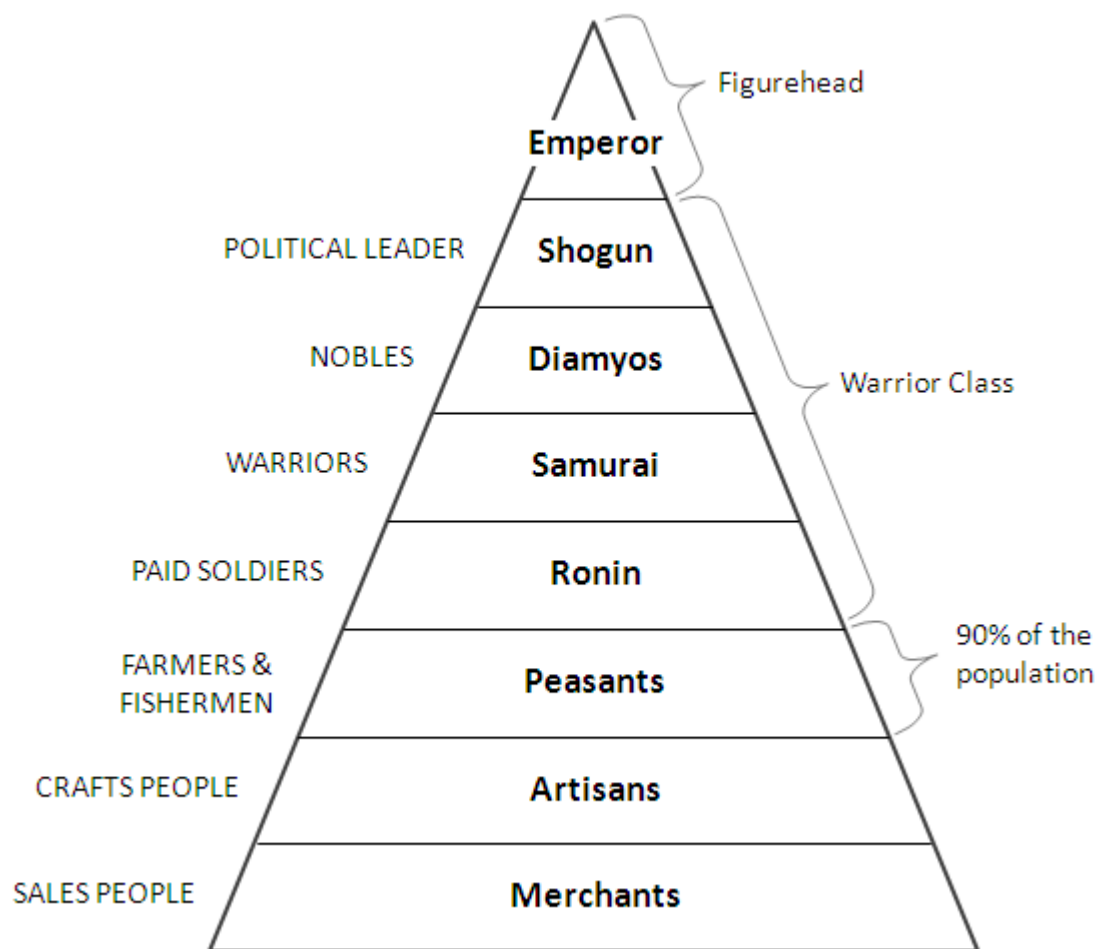 Figurehead
Emperor
POLITICAL LEADER
Shogun
NOBLES
Diamyos
Warrior Class
WARRIORS
Samurai
PAID SOLDIERS
Ronin
90% of the
population
FARMERS &
FISHERMEN
Peasants
CRAFTS PEOPLE
Artisans
SALES PEOPLE
Merchants